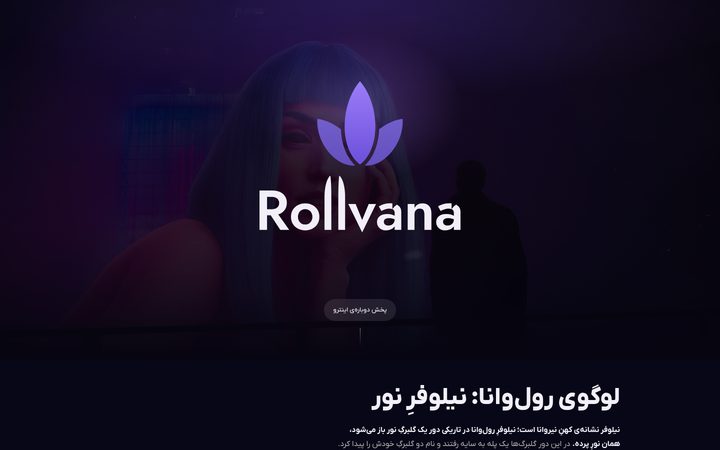 Rollvana
پخش دوباره‌ی اینترو
لوگوی رول‌وانا: نیلوفرِ نور
نیلوفر نشانه‌ی کهنِ نیروانا است؛ نیلوفرِ رول‌وانا در تاریکی دور یک گلبرگِ نور باز می‌شود،
همان نورِ پرده. در این دور گلبرگ‌ها یک پله به سایه رفتند و نام دو گلبرگِ خودش را پیدا کرد.